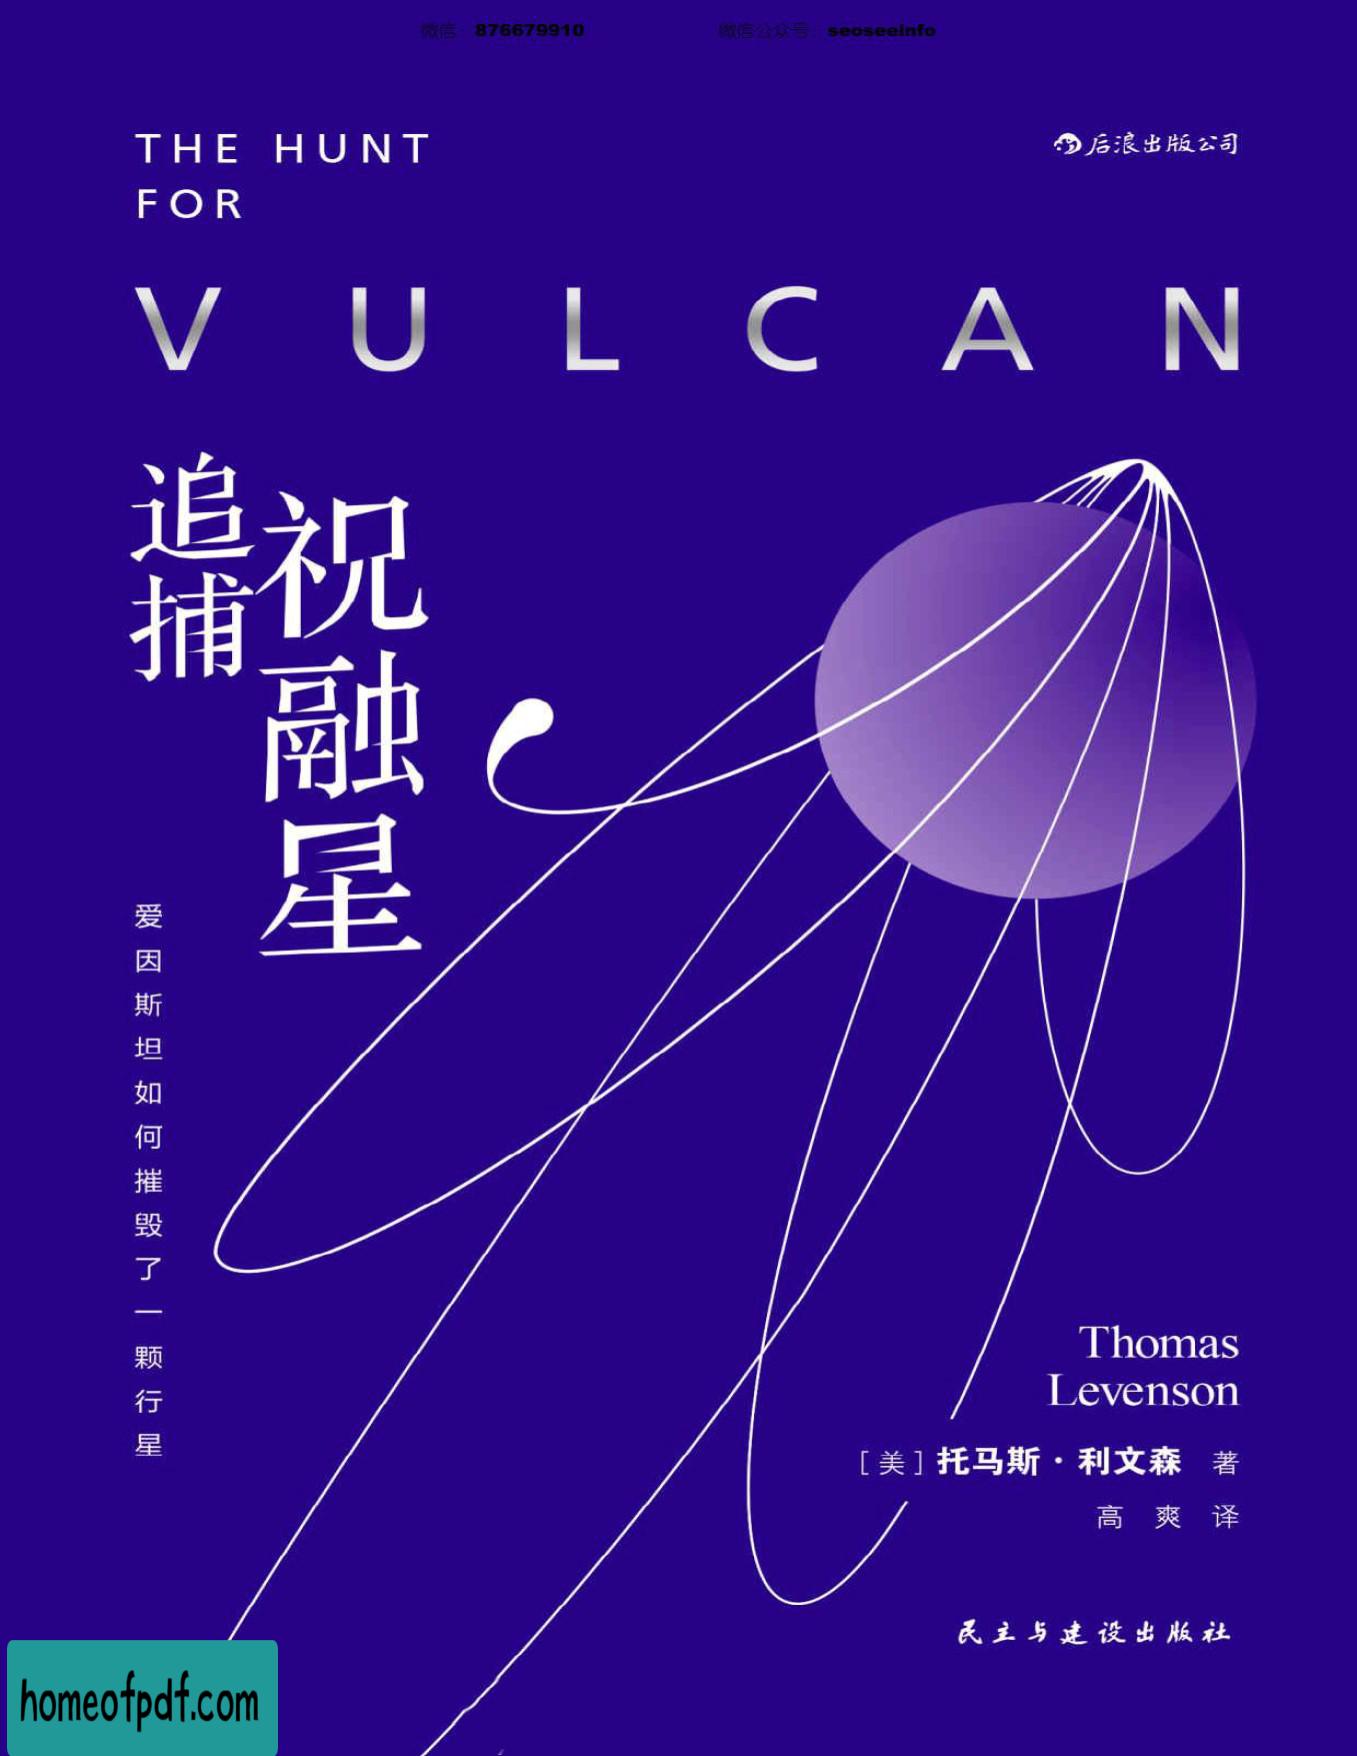 微信 876679910 微信公众号 seoseeinfo
THE HUNT
FOR
后浪出版公司
VULCAN
追捕
祝融星
爱因斯坦如何摧毁了一颗行星
Thomas
Levenson
［美］托马斯·利文森 著
高爽 译
民主与建设出版社
homeofpdf.com